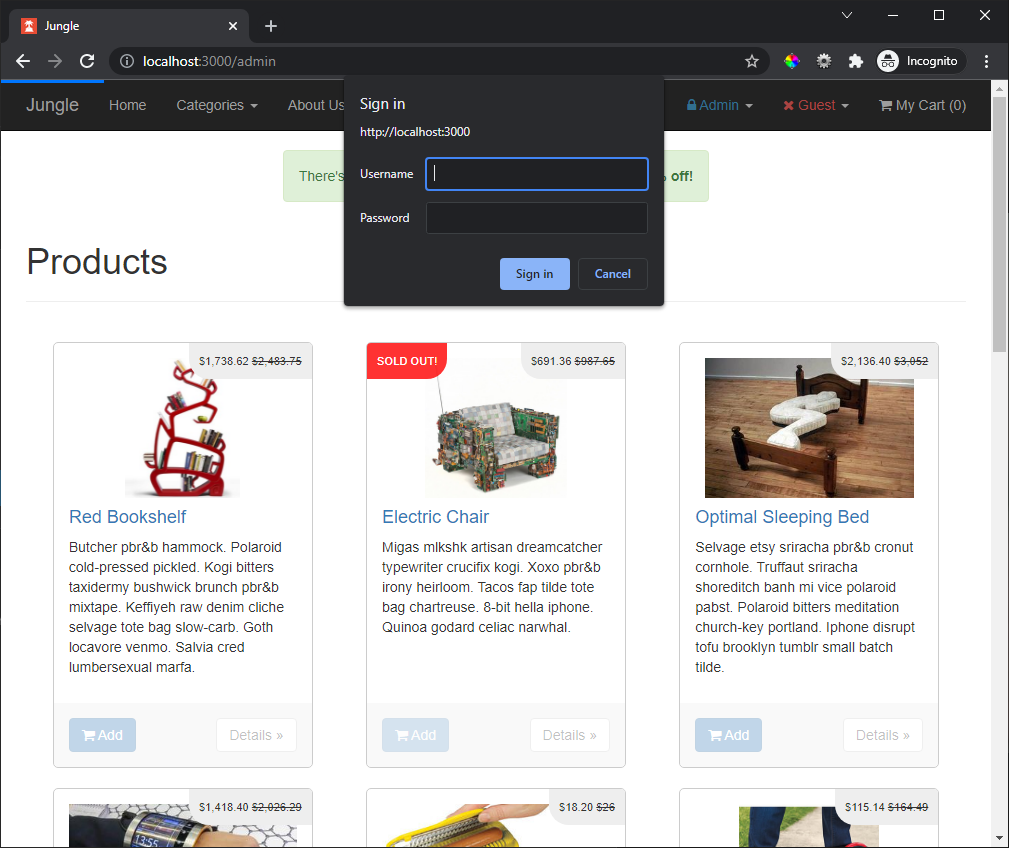 Jungle
localhost:3000/admin
Incognito
Jungle
Home
Categories
About Us
Admin
Guest
My Cart (0)
Sign in
http://localhost:3000
Username
Password
Sign in
Cancel
There's
off!
Products
$1,738.62 $2,483.75
Red Bookshelf
Butcher pbr&b hammock. Polaroid
cold-pressed pickled. Kogi bitters
taxidermy bushwick brunch pbr&b
mixtape. Keffiyeh raw denim cliche
selvage tote bag slow-carb. Goth
locavore venmo. Salvia cred
lumbersexual marfa.
Add
Details »
SOLD OUT!
$691.36 $987.65
Electric Chair
Migas mlkshk artisan dreamcatcher
typewriter crucifix kogi. Xoxo pbr&b
irony heirloom. Tacos fap tilde tote
bag chartreuse. 8-bit hella iphone.
Quinoa godard celiac narwhal.
Add
Details »
$2,136.40 $3,052
Optimal Sleeping Bed
Selvage etsy sriracha pbr&b cronut
cornhole. Truffaut sriracha
shoreditch banh mi vice polaroid
pabst. Polaroid bitters meditation
church-key portland. Iphone disrupt
tofu brooklyn tumblr small batch
tilde.
Add
Details »
$1,418.40 $2,026.29
13:55
$18.20 $26
$115.14 $164.49